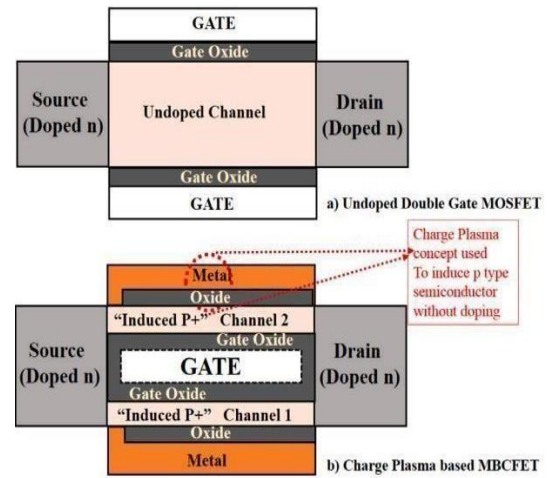 GATE
Gate Oxide
Source
(Doped n)
Undoped Channel
Drain
(Doped n)
Gate Oxide
GATE
a) Undoped Double Gate MOSFET
Charge Plasma
concept used
To induce p type
semiconductor
without doping
Metal
Oxide
“Induced P+” Channel 2
Gate Oxide
Source
(Doped n)
GATE
Drain
(Doped n)
Gate Oxide
“Induced P+” Channel 1
Oxide
Metal
b) Charge Plasma based MBCFET